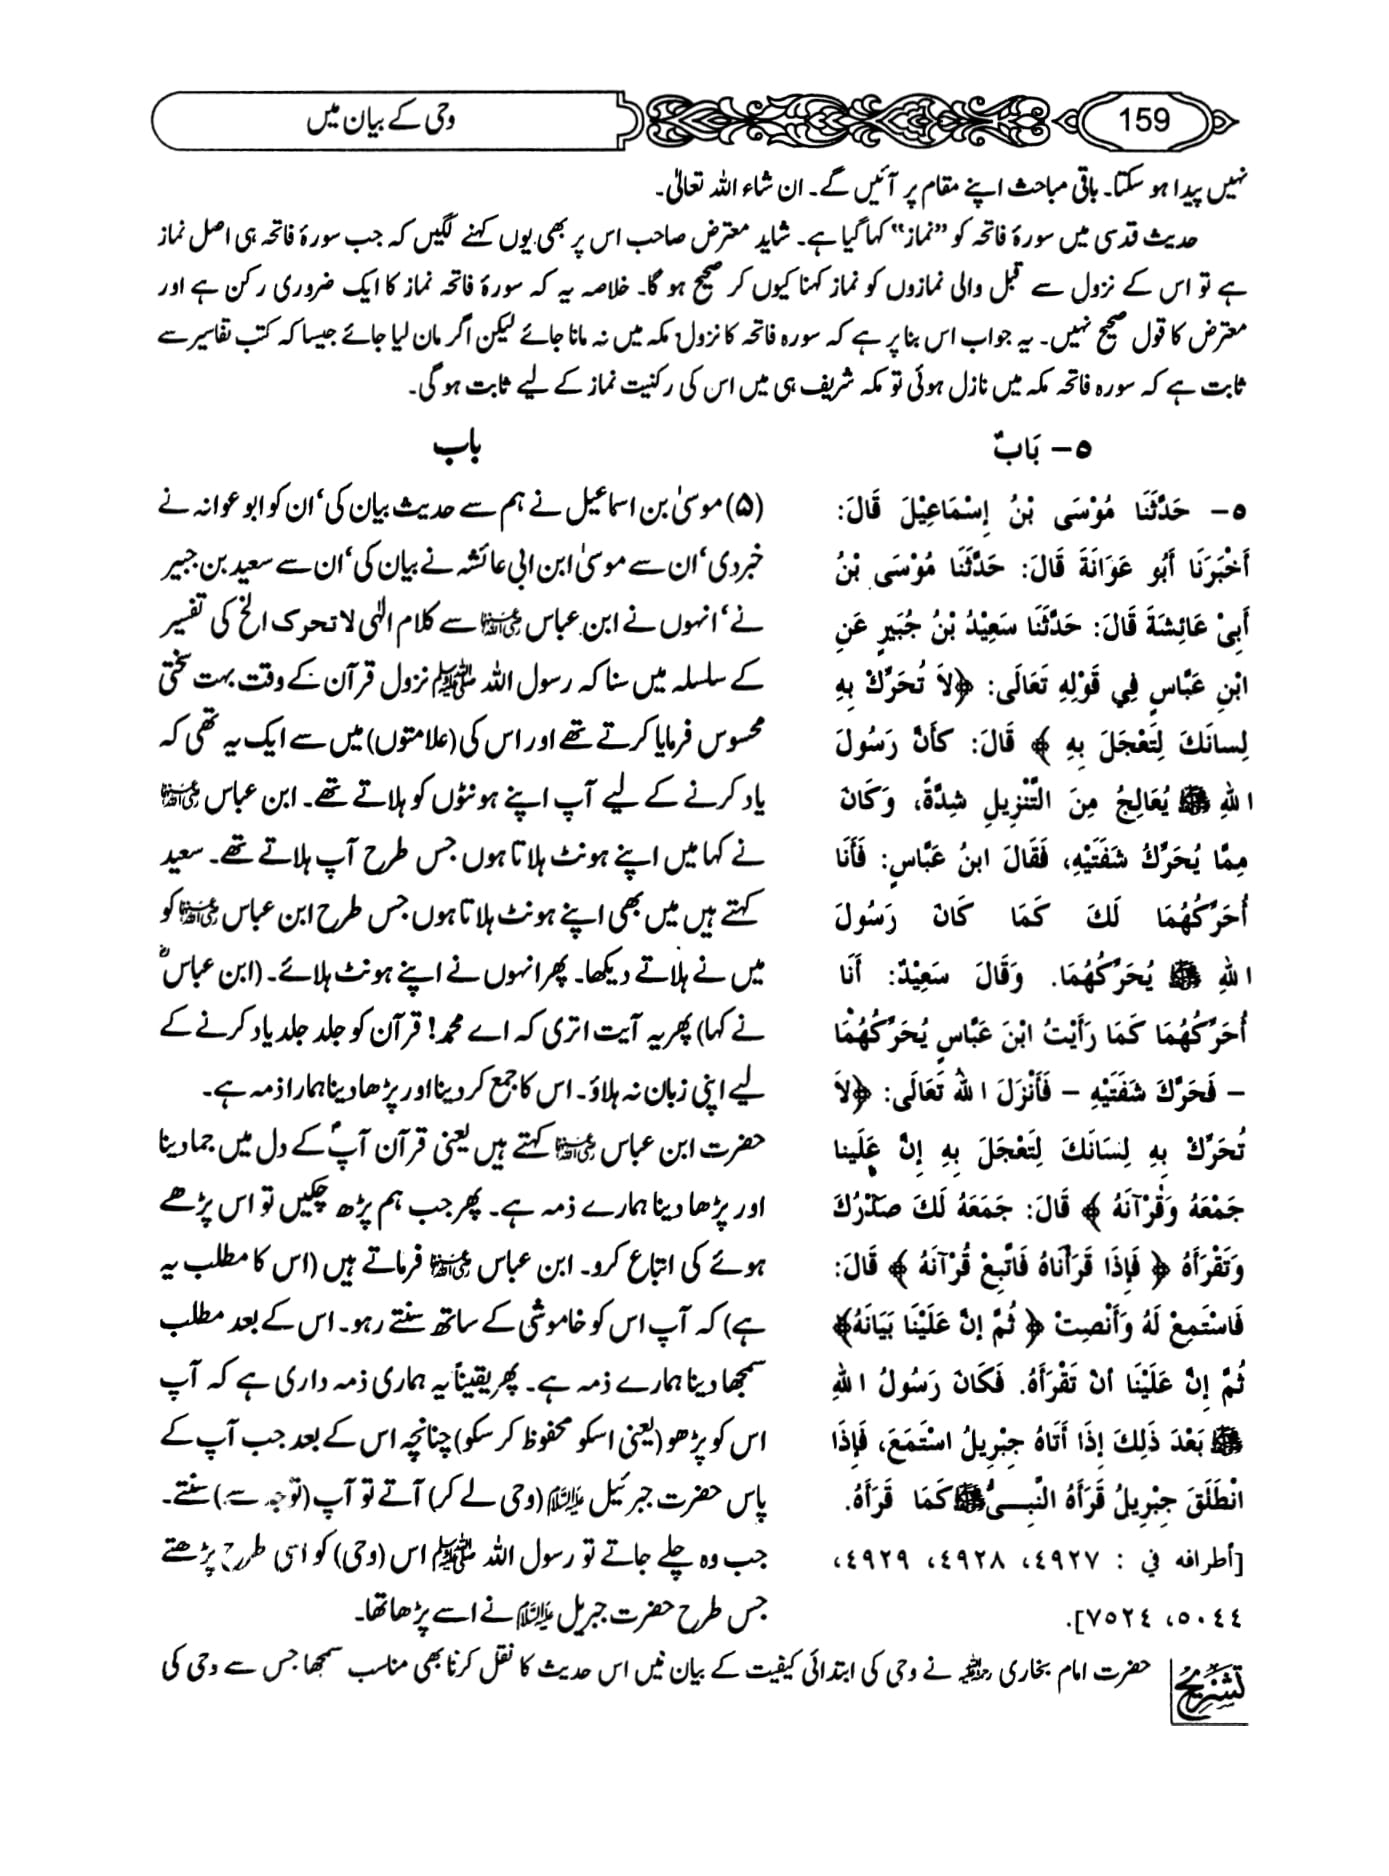 159
وحی کے بیان میں
نہیں پیدا ہو سکتا۔ باقی مباحث اپنے مقام پر آئیں گے۔ ان شاء اللہ تعالیٰ۔
حدیث قدسی میں سورۂ فاتحہ کو ”نماز“ کہا گیا ہے۔ شاید معترض صاحب اس پر بھی یوں کہنے لگیں کہ جب سورۂ فاتحہ ہی اصل نماز
ہے تو اس کے نزول سے قبل والی نمازوں کو نماز کہنا کیوں کر صحیح ہو گا۔ خلاصہ یہ کہ سورۂ فاتحہ نماز کا ایک ضروری رکن ہے اور
معترض کا قول صحیح نہیں۔ یہ جواب اس بنا پر ہے کہ سورہ فاتحہ کا نزول مکہ میں نہ مانا جائے لیکن اگر مان لیا جائے جیسا کہ کتب تفاسیر سے
ثابت ہے کہ سورہ فاتحہ مکہ میں نازل ہوئی تو مکہ شریف ہی میں اس کی رکنیت نماز کے لیے ثابت ہو گی۔
٥- بَابٌ
٥- حَدَّثَنَا مُوْسَى بْنُ إِسْمَاعِيْلَ قَالَ:
أَخْبَرَنَا أَبُو عَوَانَةَ قَالَ: حَدَّثَنَا مُوْسَى بْنُ
أَبِيْ عَائِشَةَ قَالَ: حَدَّثَنَا سَعِيْدُ بْنُ جُبَيرٍ عَنِ
ابْنِ عَبَّاسٍ فِي قَوْلِهِ تَعَالَى: ﴿لاَ تُحَرِّكْ بِهِ
لِسانَكَ لِتَعْجَلَ بِهِ﴾ قَالَ: كَانَ رَسُولَ
اللهِ ﷺ يُعَالِجُ مِنَ التَّنْزِيلِ شِدَّةً، وَكَانَ
مِمَّا يُحَرِّكُ شَفَتَيْهِ، فَقَالَ ابنُ عَبَّاسٍ: فَأَنَا
أُحَرِّكُهُمَا لَكَ كَمَا كَانَ رَسُولَ
اللهِ ﷺ يُحَرِّكُهُمَا. وَقَالَ سَعِيْدٌ: أَنَا
أُحَرِّكُهُمَا كَمَا رَأَيْتُ ابْنَ عَبَّاسٍ يُحَرِّكُهُمْا
- فَحَرَّكَ شَفَتَيْهِ - فَأَنْزَلَ اللهُ تَعَالَى: ﴿لاَ
تُحَرِّكْ بِهِ لِسَانَكَ لِتَعْجَلَ بِهِ إِنَّ عَلَينا
جَمْعَهُ وَقُرْآنَهُ﴾ قَالَ: جَمَعَهُ لَكَ صَدْرُكَ
وَتَقْرَأَهُ ﴿فَإِذَا قَرَأْنَاهُ فَاتَّبِعْ قُرْآنَهُ﴾ قَالَ:
فَاسْتَمِعْ لَهُ وَأَنْصِتْ ﴿ثُمَّ إِنَّ عَلَيْنَا بَيَانَهُ﴾
ثُمَّ إِنَّ عَلَيْنَا أنْ تَقْرَأَهُ. فَكَانَ رَسُولُ اللهِ
ﷺ بَعْدَ ذَلِكَ إِذَا أَتَاهُ جِبْرِيلُ اسْتَمَعَ، فَإِذَا
انْطَلَقَ جِبْرِيلُ قَرَأَهُ النَّبِيُّ ﷺ كَمَا قَرَأَهُ.
[أطرافه في : ٤٩٢٧، ٤٩٢٨، ٤٩٢٩،
٥٠٤٤، ٧٥٢٤].
باب
(۵) موسیٰ بن اسماعیل نے ہم سے حدیث بیان کی، ان کو ابو عوانہ نے
خبر دی، ان سے موسیٰ ابن ابی عائشہ نے بیان کی، ان سے سعید بن جبیر
نے، انہوں نے ابن عباس رضی اللہ عنہما سے کلام الٰہی لا تحرک الخ کی تفسیر
کے سلسلہ میں سنا کہ رسول اللہ ﷺ نزول قرآن کے وقت بہت سختی
محسوس فرمایا کرتے تھے اور اس کی (علامتوں) میں سے ایک یہ تھی کہ
یاد کرنے کے لیے آپ اپنے ہونٹوں کو ہلاتے تھے۔ ابن عباس رضی اللہ عنہما
نے کہا میں اپنے ہونٹ ہلاتا ہوں جس طرح آپ ہلاتے تھے۔ سعید
کہتے ہیں میں بھی اپنے ہونٹ ہلاتا ہوں جس طرح ابن عباس رضی اللہ عنہما کو
میں نے ہلاتے دیکھا۔ پھر انہوں نے اپنے ہونٹ ہلائے۔ (ابن عباسؓ
نے کہا) پھر یہ آیت اتری کہ اے محمد! قرآن کو جلد جلد یاد کرنے کے
لیے اپنی زبان نہ ہلاؤ۔ اس کا جمع کر دینا اور پڑھا دینا ہمارا ذمہ ہے۔
حضرت ابن عباس رضی اللہ عنہما کہتے ہیں یعنی قرآن آپؐ کے دل میں جما دینا
اور پڑھا دینا ہمارے ذمہ ہے۔ پھر جب ہم پڑھ چکیں تو اس پڑھے
ہوئے کی اتباع کرو۔ ابن عباس رضی اللہ عنہما فرماتے ہیں (اس کا مطلب یہ
ہے) کہ آپ اس کو خاموشی کے ساتھ سنتے رہو۔ اس کے بعد مطلب
سمجھا دینا ہمارے ذمہ ہے۔ پھر یقیناً یہ ہماری ذمہ داری ہے کہ آپ
اس کو پڑھو (یعنی اسکو محفوظ کر سکو) چنانچہ اس کے بعد جب آپ کے
پاس حضرت جبرئیل علیہ السلام (وحی لے کر) آتے تو آپ (توجہ سے) سنتے۔
جب وہ چلے جاتے تو رسول اللہ ﷺ اس (وحی) کو اسی طرح پڑھتے
جس طرح حضرت جبریل علیہ السلام نے اسے پڑھا تھا۔
تشریح
حضرت امام بخاری رحمہ اللہ نے وحی کی ابتدائی کیفیت کے بیان میں اس حدیث کا نقل کرنا بھی مناسب سمجھا جس سے وحی کی